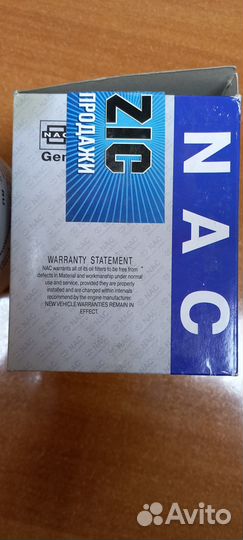 NAC
Gen
ZIC
ПРОДАЖИ
NAC
WARRANTY STATEMENT
NAC warrants all of its oil filters to be free from
defects in Material and workmanship under normal
use and service, provided they are properly
installed and are changed within intervals
recommend by the engine manufacturer.
NEW VEHICLE WARRANTIES REMAIN IN
EFFECT.
Avito